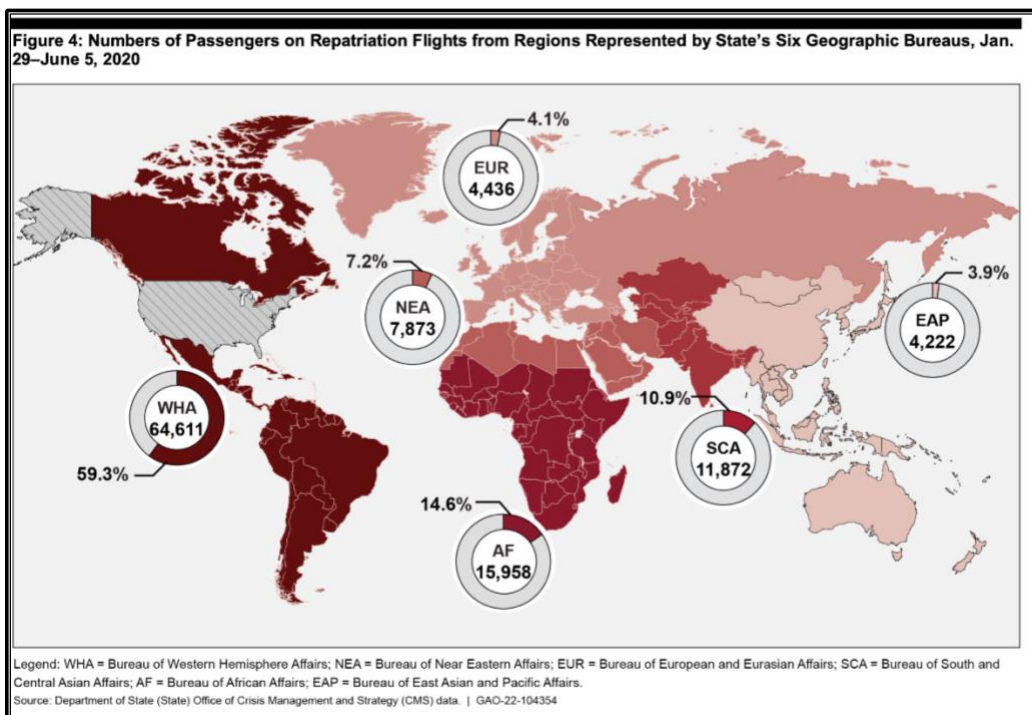 Figure 4: Numbers of Passengers on Repatriation Flights from Regions Represented by State's Six Geographic Bureaus, Jan.
29–June 5, 2020
4.1%
EUR
4,436
7.2%
NEA
7,873
3.9%
EAP
4,222
WHA
64,611
59.3%
10.9%
SCA
11,872
14.6%
AF
15,958
Legend: WHA = Bureau of Western Hemisphere Affairs; NEA = Bureau of Near Eastern Affairs; EUR = Bureau of European and Eurasian Affairs; SCA = Bureau of South and
Central Asian Affairs; AF = Bureau of African Affairs; EAP = Bureau of East Asian and Pacific Affairs.
Source: Department of State (State) Office of Crisis Management and Strategy (CMS) data. | GAO-22-104354